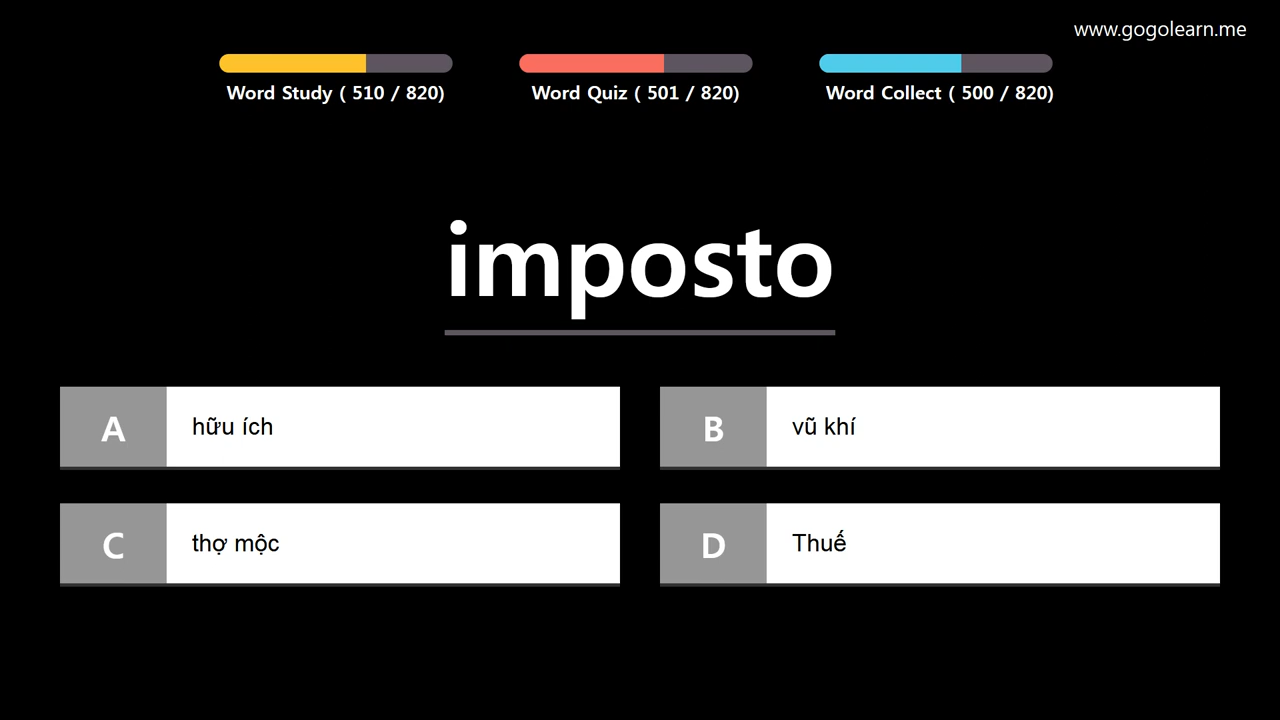 www.gogolearn.me
Word Study ( 510 / 820)
Word Quiz ( 501 / 820)
Word Collect ( 500 / 820)
imposto
A hữu ích
B vũ khí
C thợ mộc
D Thuế